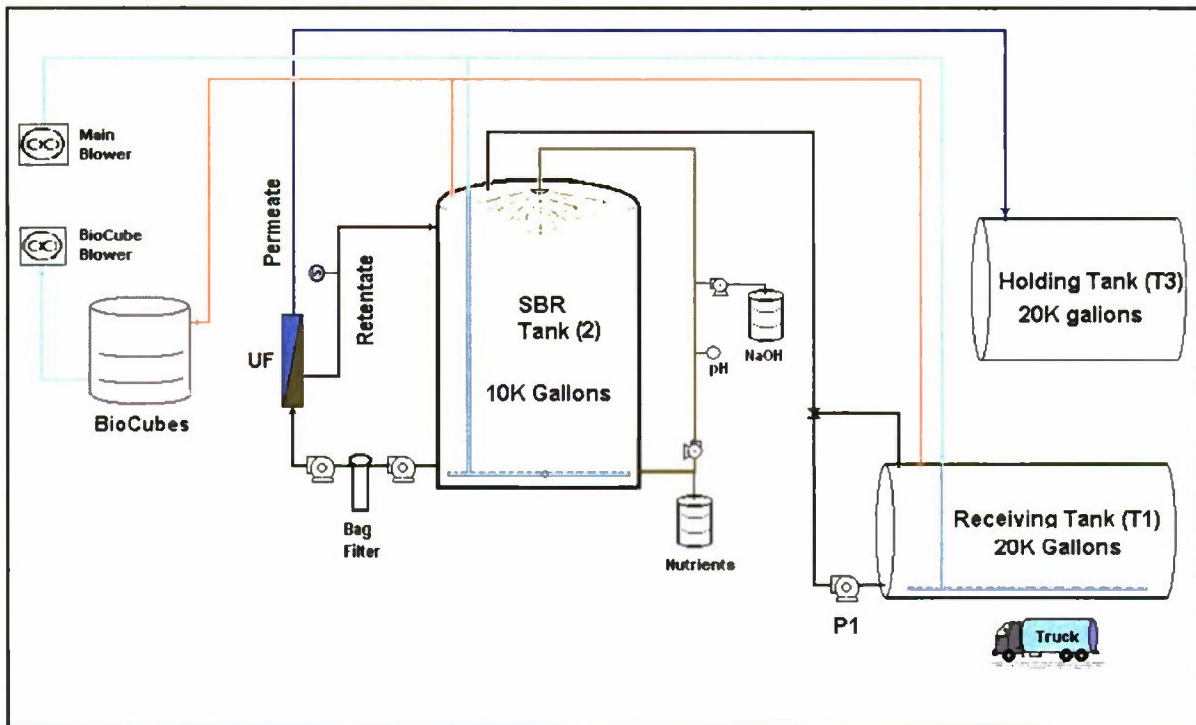 Main
Blower
BioCube
Blower
BioCubes
Permeate
UF
Retentate
S
Bag
Filter
SBR
Tank (2)
10K Gallons
pH
NaOH
Nutrients
Holding Tank (T3)
20K gallons
Receiving Tank (T1)
20K Gallons
P1
Truck